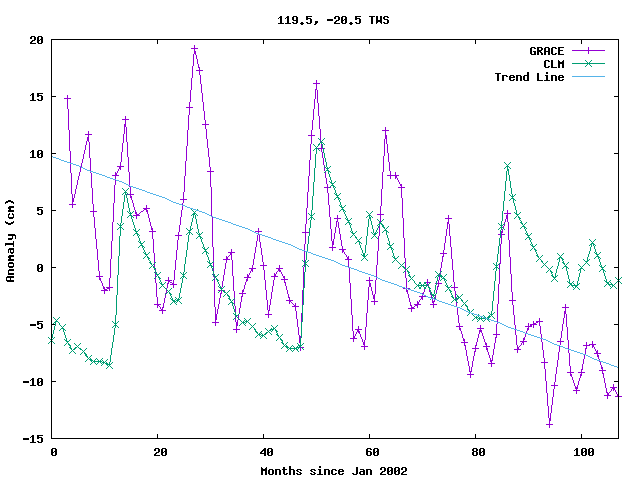 119.5, -20.5 TWS
GRACE
CLM
Trend Line
20
15
10
5
0
-5
-10
-15
Anomaly (cm)
0 20 40 60 80 100
Months since Jan 2002